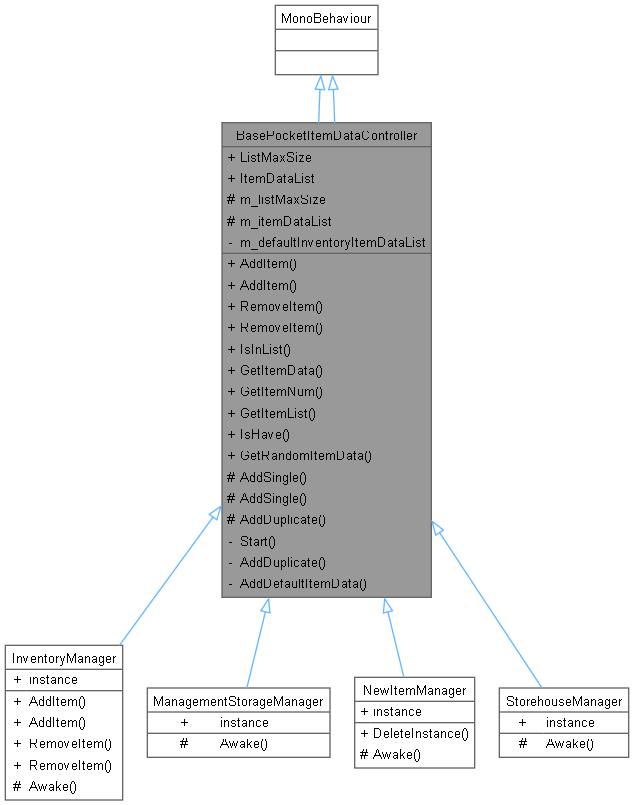 MonoBehaviour
BasePocketItemDataController
+ ListMaxSize
+ ItemDataList
# m_listMaxSize
# m_itemDataList
- m_defaultInventoryItemDataList
+ AddItem()
+ AddItem()
+ RemoveItem()
+ RemoveItem()
+ IsInList()
+ GetItemData()
+ GetItemNum()
+ GetItemList()
+ IsHave()
+ GetRandomItemData()
# AddSingle()
# AddSingle()
# AddDuplicate()
- Start()
- AddDuplicate()
- AddDefaultItemData()
InventoryManager
+ instance
+ AddItem()
+ AddItem()
+ RemoveItem()
+ RemoveItem()
# Awake()
ManagementStorageManager
+ instance
# Awake()
NewItemManager
+ instance
+ DeleteInstance()
# Awake()
StorehouseManager
+ instance
# Awake()